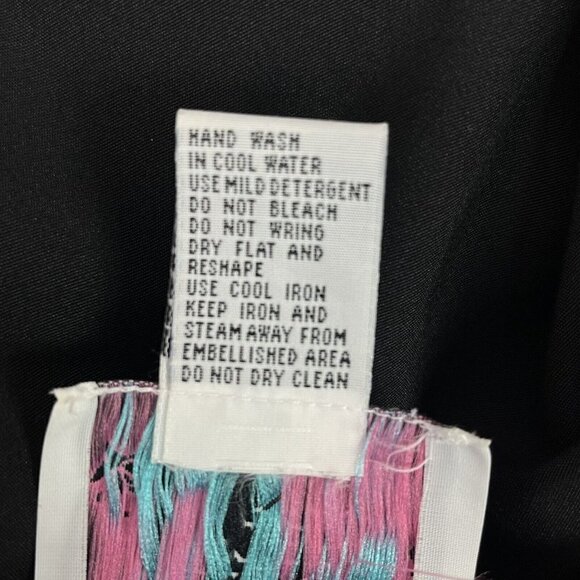 HAND WASH
IN COOL WATER
USE MILD DETERGENT
DO NOT BLEACH
DO NOT WRING
DRY FLAT AND
RESHAPE
USE COOL IRON
KEEP IRON AND
STEAM AWAY FROM
EMBELLISHED AREA
DO NOT DRY CLEAN